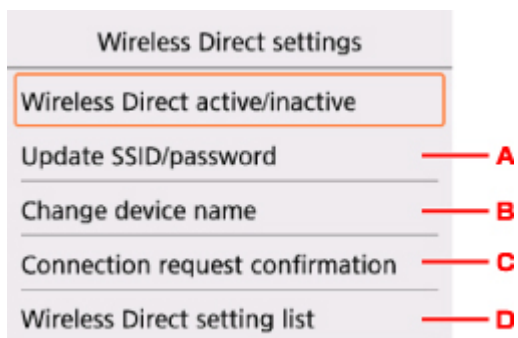 Wireless Direct settings
Wireless Direct active/inactive
Update SSID/password A
Change device name B
Connection request confirmation C
Wireless Direct setting list D